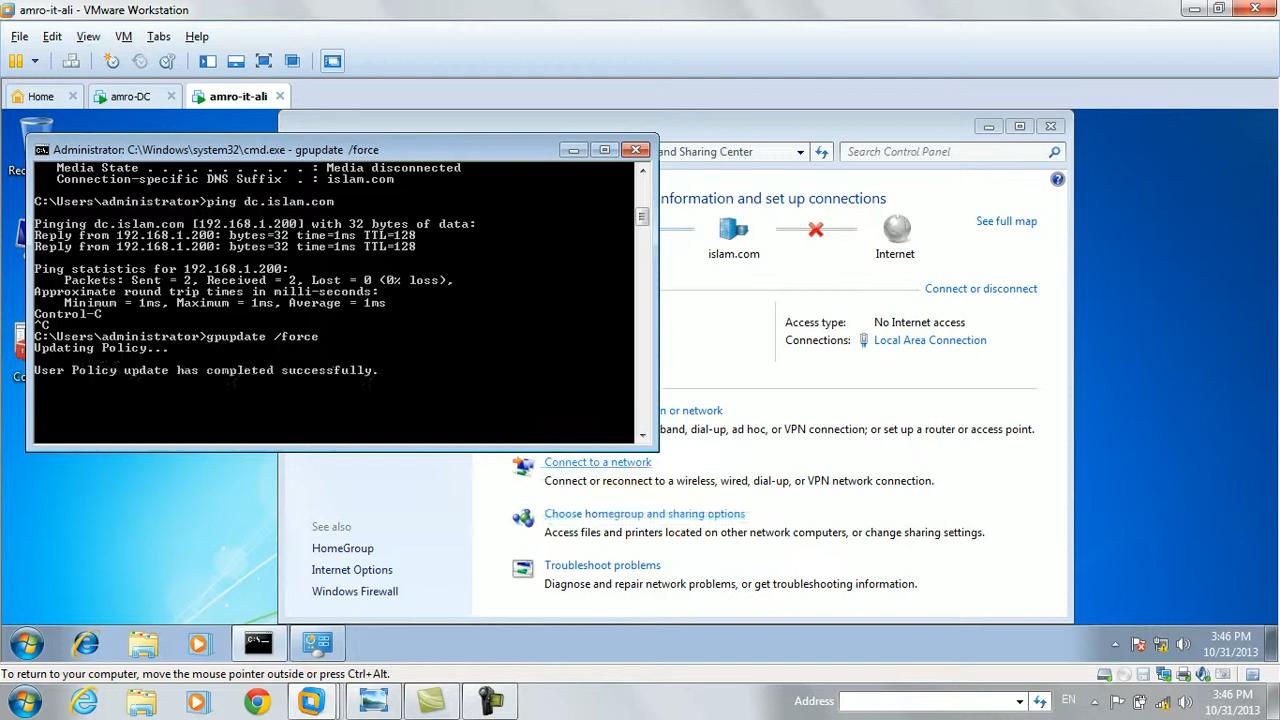 amro-it-ali - VMware Workstation
File Edit View VM Tabs Help
Home amro-DC amro-it-ali
Administrator: C:\Windows\system32\cmd.exe - gpupdate /force
Media State . . . . . . . . . . . : Media disconnected
Connection-specific DNS Suffix . : islam.com
C:\Users\administrator>ping dc.islam.com
Pinging dc.islam.com [192.168.1.200] with 32 bytes of data:
Reply from 192.168.1.200: bytes=32 time=1ms TTL=128
Reply from 192.168.1.200: bytes=32 time=1ms TTL=128
Ping statistics for 192.168.1.200:
Packets: Sent = 2, Received = 2, Lost = 0 (0% loss),
Approximate round trip times in milli-seconds:
Minimum = 1ms, Maximum = 1ms, Average = 1ms
Control-C
^C
C:\Users\administrator>gpupdate /force
Updating Policy...
User Policy update has completed successfully.
and Sharing Center
Search Control Panel
information and set up connections
See full map
islam.com
Internet
Connect or disconnect
Access type: No Internet access
Connections: Local Area Connection
n or network
band, dial-up, ad hoc, or VPN connection; or set up a router or access point.
Connect to a network
Connect or reconnect to a wireless, wired, dial-up, or VPN network connection.
Choose homegroup and sharing options
Access files and printers located on other network computers, or change sharing settings.
Troubleshoot problems
Diagnose and repair network problems, or get troubleshooting information.
See also
HomeGroup
Internet Options
Windows Firewall
3:46 PM
10/31/2013
To return to your computer, move the mouse pointer outside or press Ctrl+Alt.
Address
EN
3:46 PM
10/31/2013